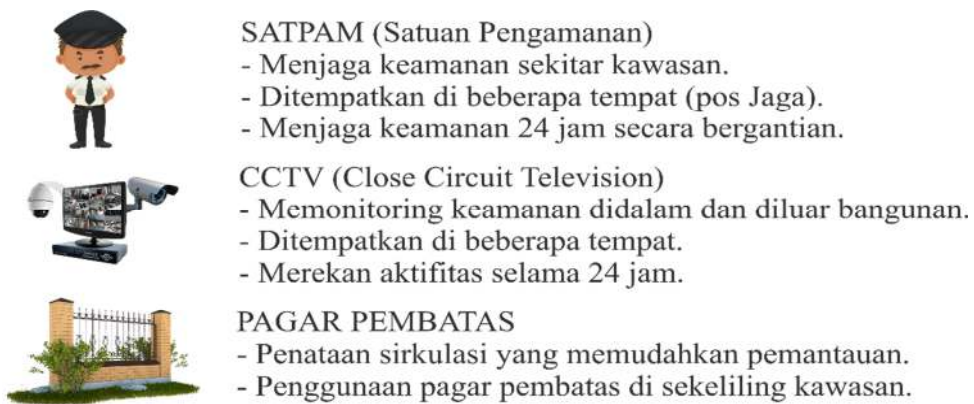 SATPAM (Satuan Pengamanan)
- Menjaga keamanan sekitar kawasan.
- Ditempatkan di beberapa tempat (pos Jaga).
- Menjaga keamanan 24 jam secara bergantian.
CCTV (Close Circuit Television)
- Memonitoring keamanan didalam dan diluar bangunan.
- Ditempatkan di beberapa tempat.
- Merekan aktifitas selama 24 jam.
PAGAR PEMBATAS
- Penataan sirkulasi yang memudahkan pemantauan.
- Penggunaan pagar pembatas di sekeliling kawasan.